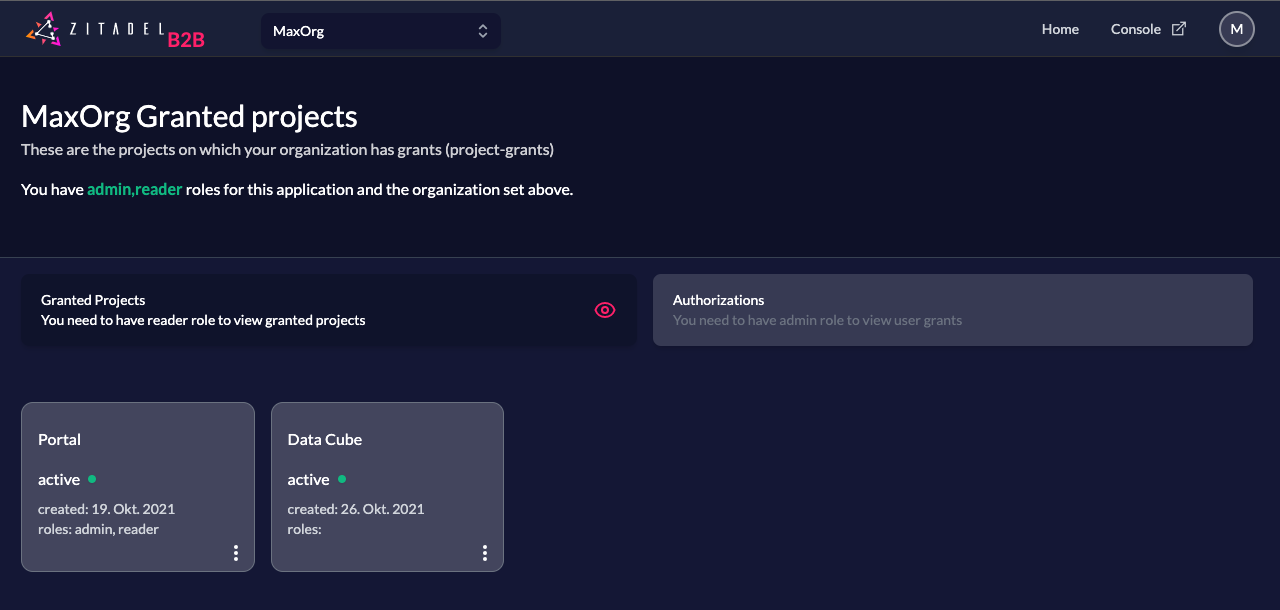 ZITADEL B2B
MaxOrg
Home
Console
M
MaxOrg Granted projects
These are the projects on which your organization has grants (project-grants)
You have admin,reader roles for this application and the organization set above.
Granted Projects
You need to have reader role to view granted projects
Authorizations
You need to have admin role to view user grants
Portal
active
created: 19. Okt. 2021
roles: admin, reader
Data Cube
active
created: 26. Okt. 2021
roles: